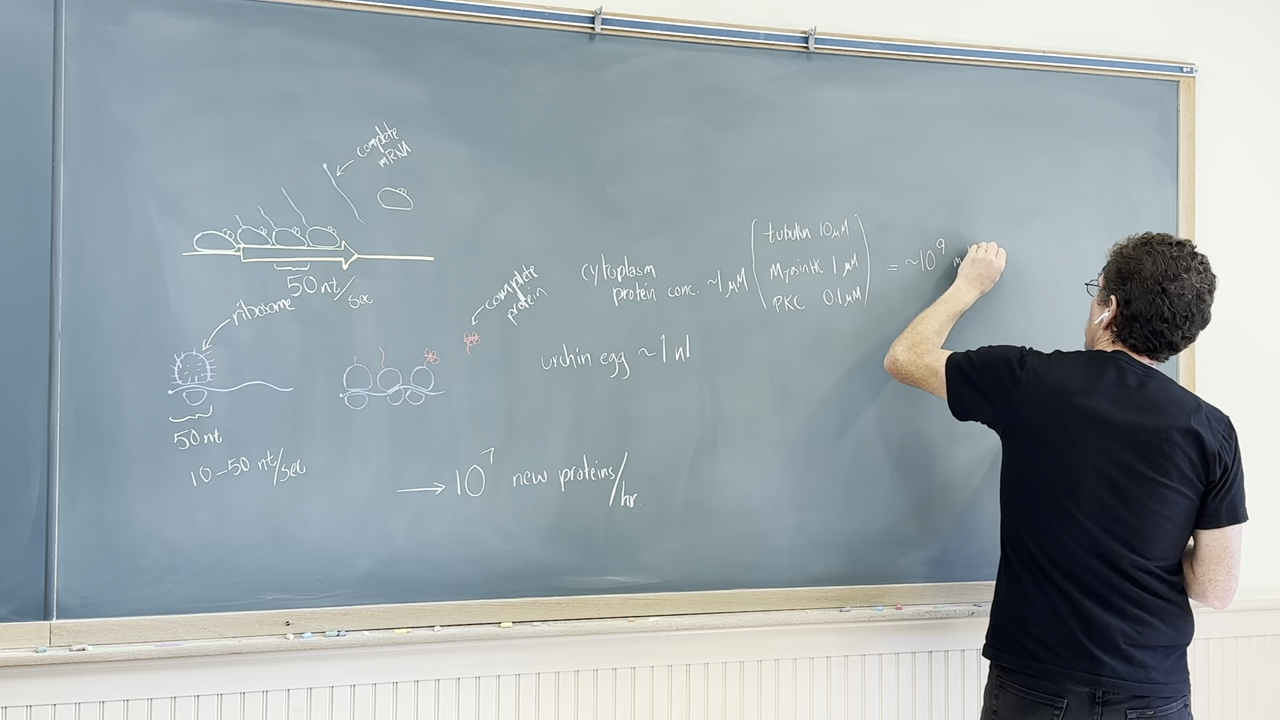 complete
mRNA
50 nt/sec
ribosome
complete
protein
50 nt
10-50 nt/sec
→ 10⁷ new proteins/hr
cytoplasm
protein conc. ~1 µM
tubulin 10 µM
Myosin HC 1 µM
PKC 0.1 µM
= ~10⁹
urchin egg ~ 1 nl